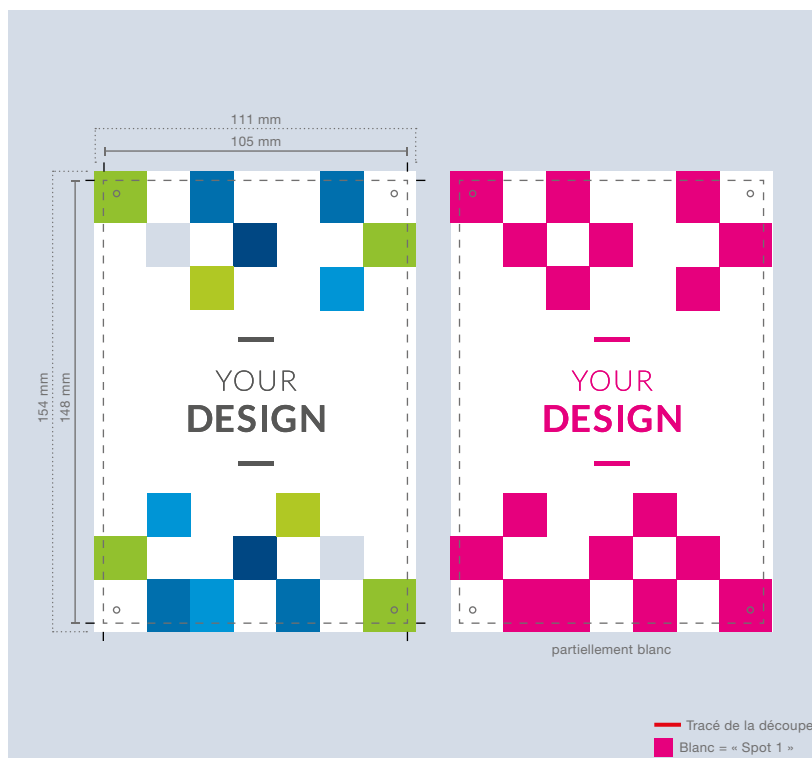 111 mm
105 mm
154 mm
148 mm
YOUR
DESIGN
YOUR
DESIGN
partiellement blanc
Tracé de la découpe
Blanc = « Spot 1 »